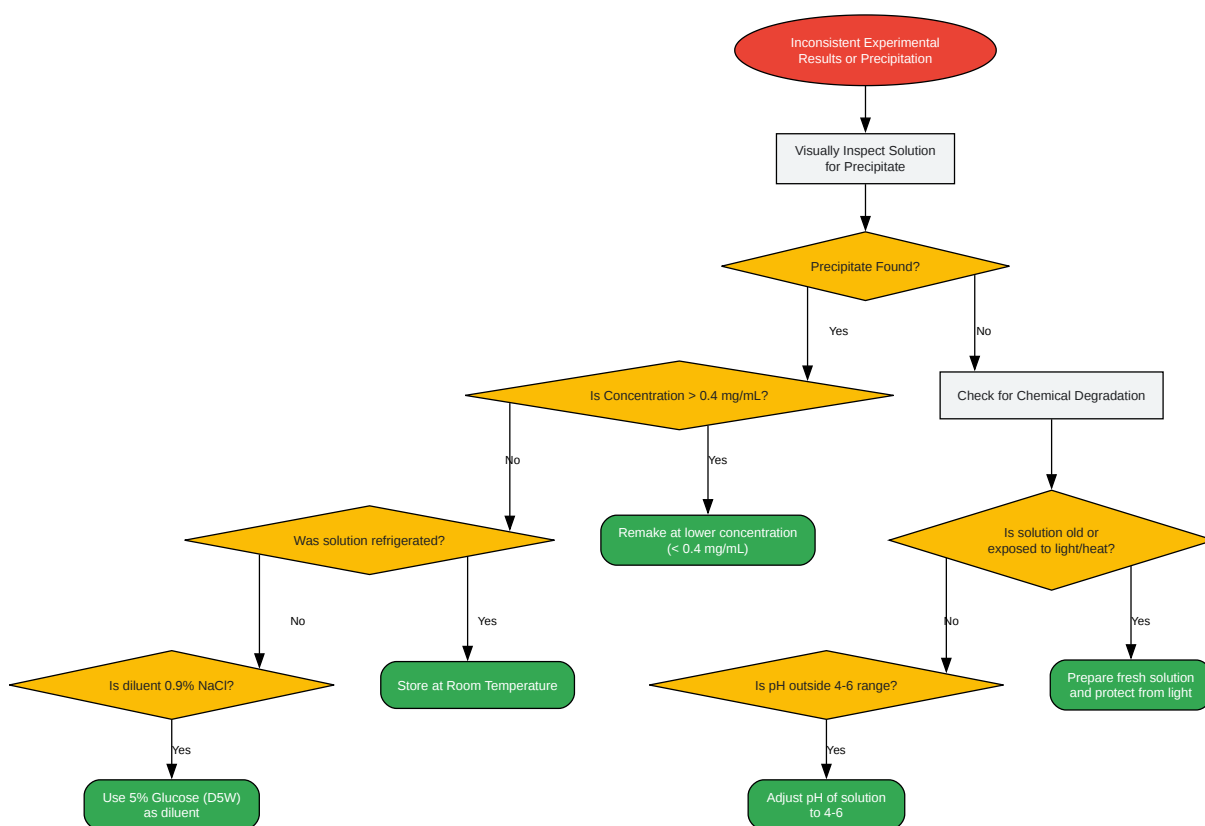 Inconsistent Experimental
Results or Precipitation
Visually Inspect Solution
for Precipitate
Precipitate Found?
Yes
No
Is Concentration > 0.4 mg/mL?
Check for Chemical Degradation
No
Yes
Was solution refrigerated?
Remake at lower concentration
(< 0.4 mg/mL)
Is solution old or
exposed to light/heat?
No
Yes
No
Yes
Is diluent 0.9% NaCl?
Store at Room Temperature
Is pH outside 4-6 range?
Prepare fresh solution
and protect from light
Yes
Yes
Use 5% Glucose (D5W)
as diluent
Adjust pH of solution
to 4-6